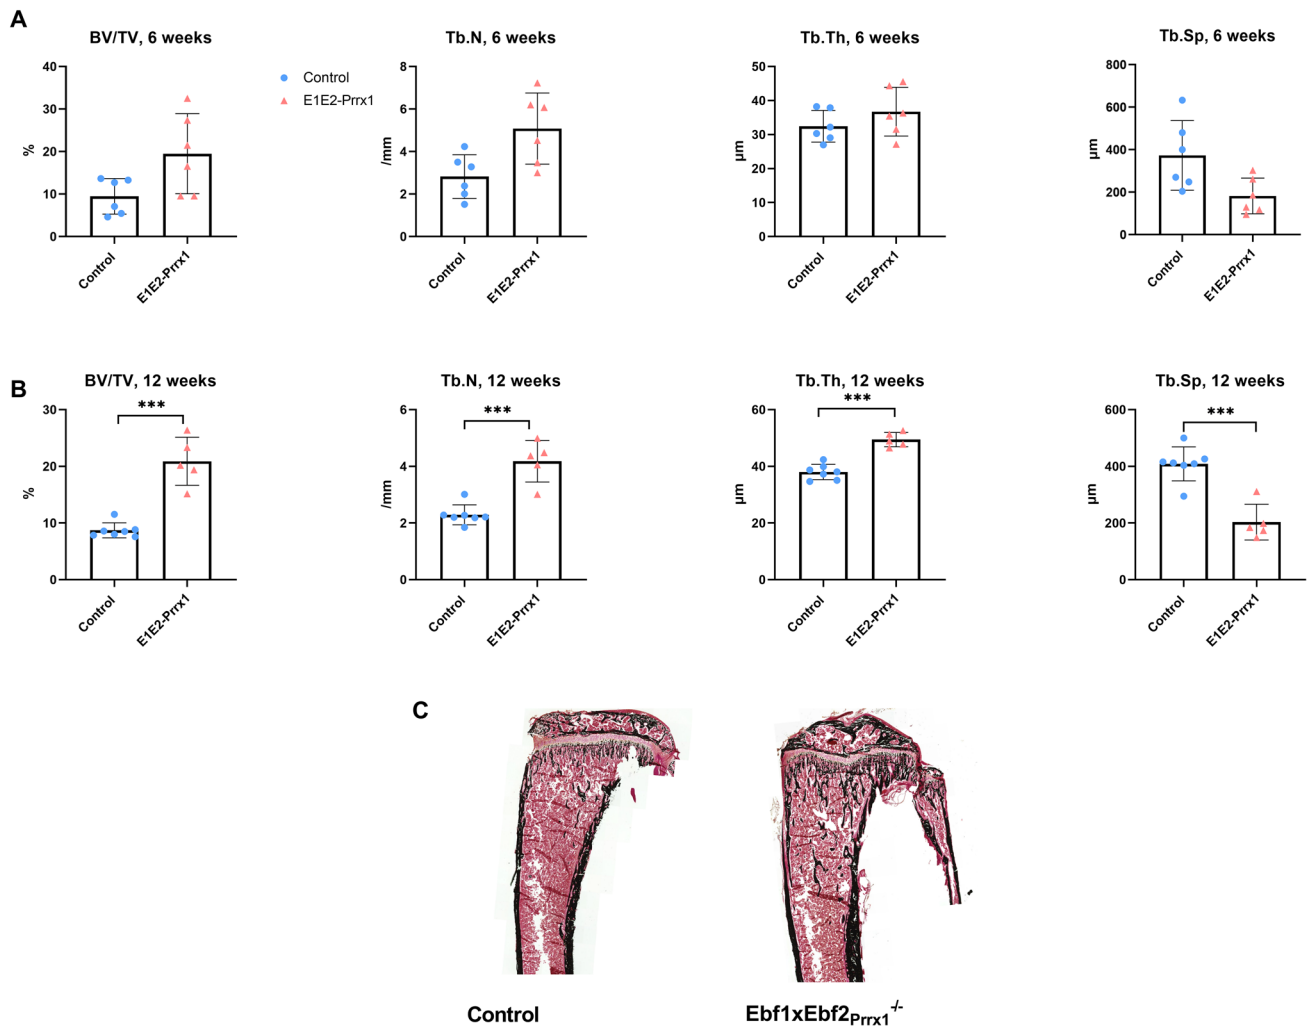 A
BV/TV, 6 weeks
40
30
20
10
0
%
Control
E1E2-Prrx1
Control
E1E2-Prrx1
Tb.N, 6 weeks
8
6
4
2
0
/mm
Control
E1E2-Prrx1
Tb.Th, 6 weeks
50
40
30
20
10
0
µm
Control
E1E2-Prrx1
Tb.Sp, 6 weeks
800
600
400
200
0
µm
Control
E1E2-Prrx1
B
BV/TV, 12 weeks
***
30
20
10
0
%
Control
E1E2-Prrx1
Tb.N, 12 weeks
***
6
4
2
0
/mm
Control
E1E2-Prrx1
Tb.Th, 12 weeks
***
60
40
20
0
µm
Control
E1E2-Prrx1
Tb.Sp, 12 weeks
***
600
400
200
0
µm
Control
E1E2-Prrx1
C
Control
Ebf1xEbf2Prrx1-/-